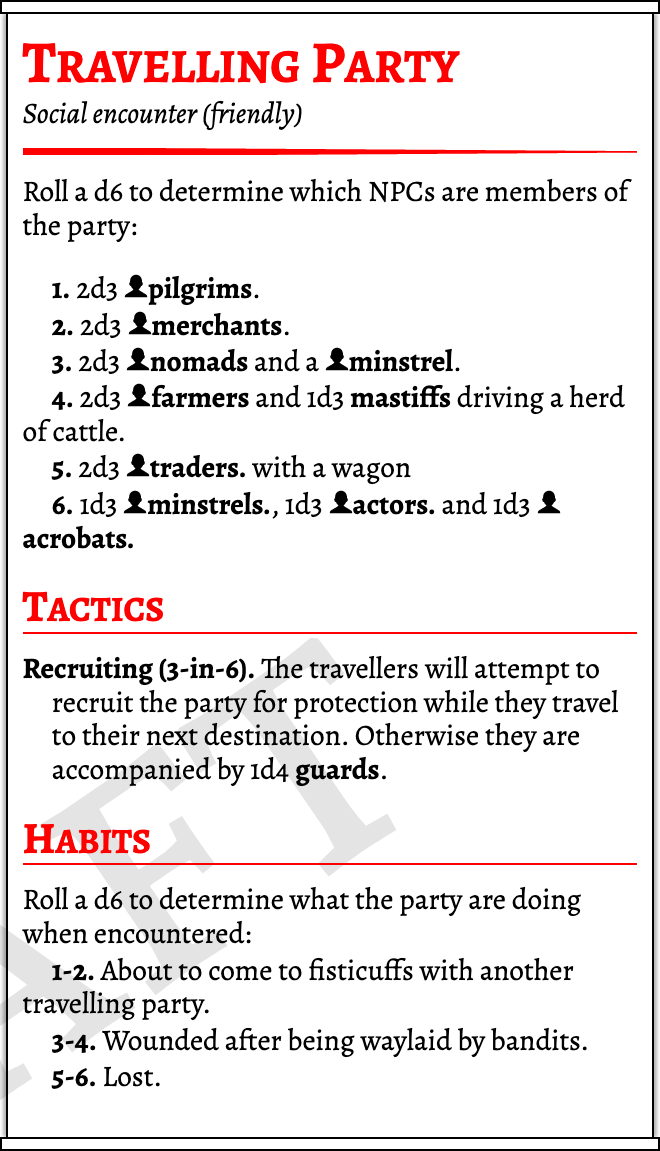 Travelling Party
Social encounter (friendly)
Roll a d6 to determine which NPCs are members of
the party:
1. 2d3 pilgrims.
2. 2d3 merchants.
3. 2d3 nomads and a minstrel.
4. 2d3 farmers and 1d3 mastiffs driving a herd
of cattle.
5. 2d3 traders. with a wagon
6. 1d3 minstrels., 1d3 actors. and 1d3
acrobats.
Tactics
Recruiting (3-in-6). The travellers will attempt to
recruit the party for protection while they travel
to their next destination. Otherwise they are
accompanied by 1d4 guards.
Habits
Roll a d6 to determine what the party are doing
when encountered:
1-2. About to come to fisticuffs with another
travelling party.
3-4. Wounded after being waylaid by bandits.
5-6. Lost.
AFT